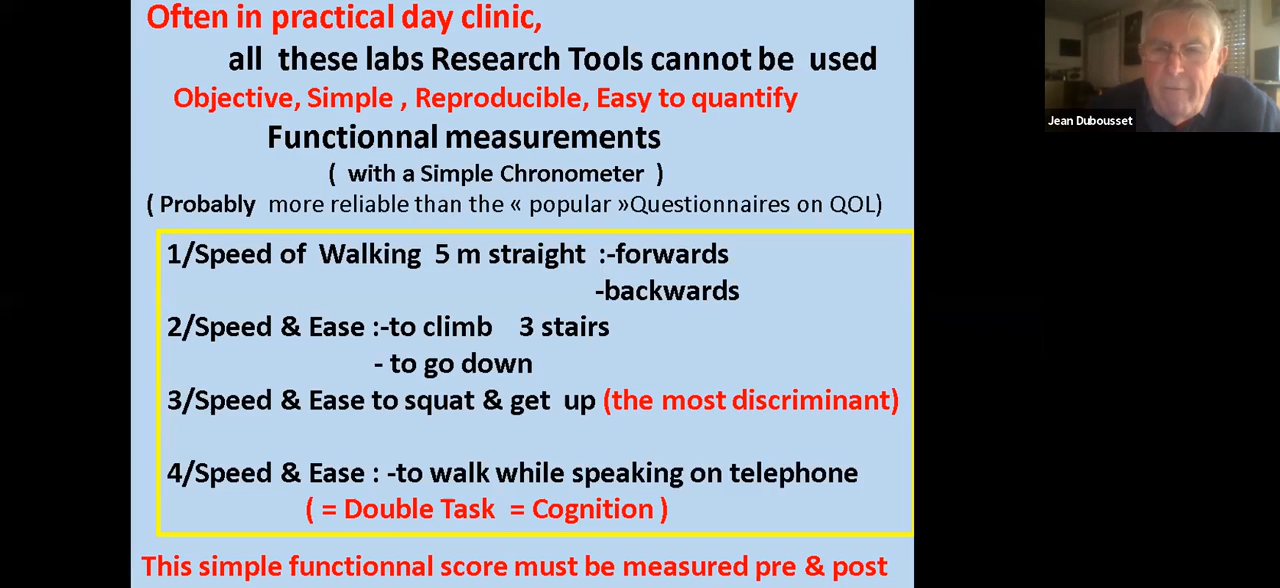 Often in practical day clinic,
all these labs Research Tools cannot be used
Objective, Simple , Reproducible, Easy to quantify
Functionnal measurements
( with a Simple Chronometer )
( Probably more reliable than the « popular »Questionnaires on QOL)
1/Speed of Walking 5 m straight :-forwards
-backwards
2/Speed & Ease :-to climb 3 stairs
- to go down
3/Speed & Ease to squat & get up (the most discriminant)
4/Speed & Ease : -to walk while speaking on telephone
( = Double Task = Cognition )
This simple functionnal score must be measured pre & post
Jean Dubousset